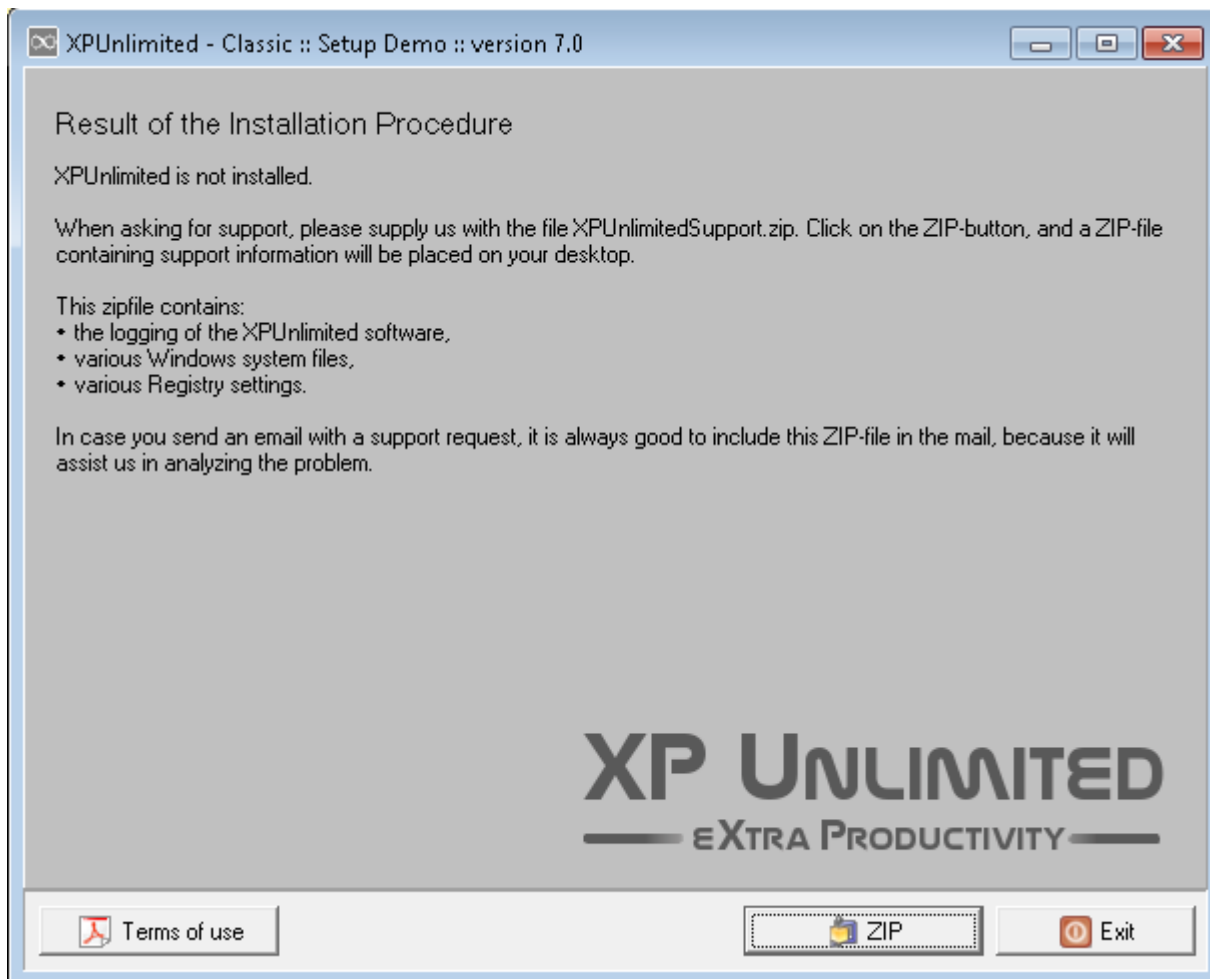 XPUnlimited - Classic :: Setup Demo :: version 7.0
Result of the Installation Procedure
XPUnlimited is not installed.
When asking for support, please supply us with the file XPUnlimitedSupport.zip. Click on the ZIP-button, and a ZIP-file
containing support information will be placed on your desktop.
This zipfile contains:
• the logging of the XPUnlimited software,
• various Windows system files,
• various Registry settings.
In case you send an email with a support request, it is always good to include this ZIP-file in the mail, because it will
assist us in analyzing the problem.
XP UNLIMITED
EXTRA PRODUCTIVITY
Terms of use
ZIP
Exit